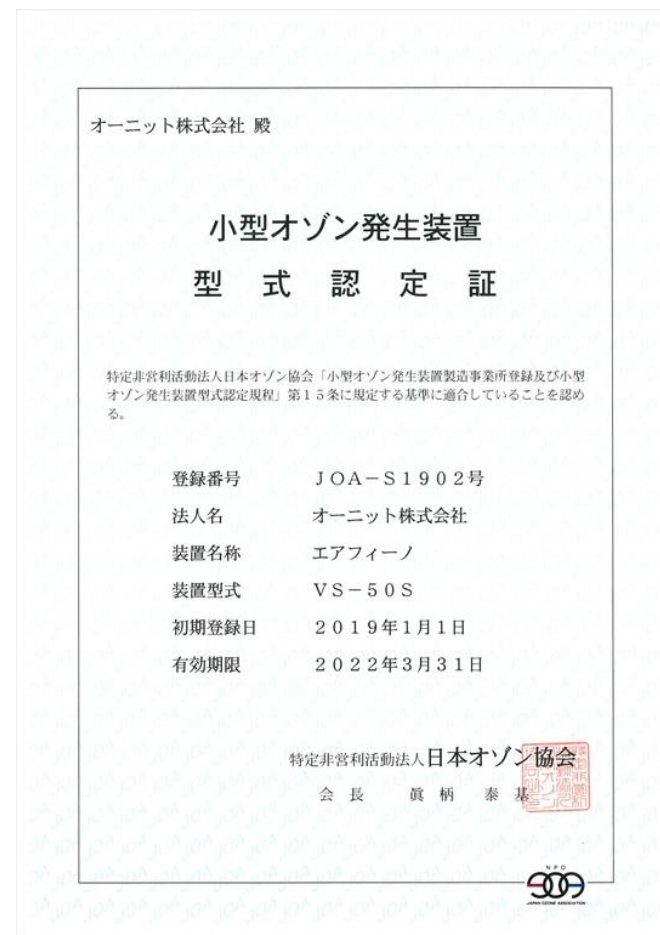 オーニット株式会社 殿
小型オゾン発生装置
型式認定証
特定非営利活動法人日本オゾン協会「小型オゾン発生装置製造事業所登録及び小型
オゾン発生装置型式認定規程」第15条に規定する基準に適合していることを認め
る。
登録番号 JOA－S1902号
法人名 オーニット株式会社
装置名称 エアフィーノ
装置型式 VS－50S
初期登録日 2019年1月1日
有効期限 2022年3月31日
特定非営利活動法人日本オゾン協会
会長 眞柄 泰基
NPO
JAPAN OZONE ASSOCIATION